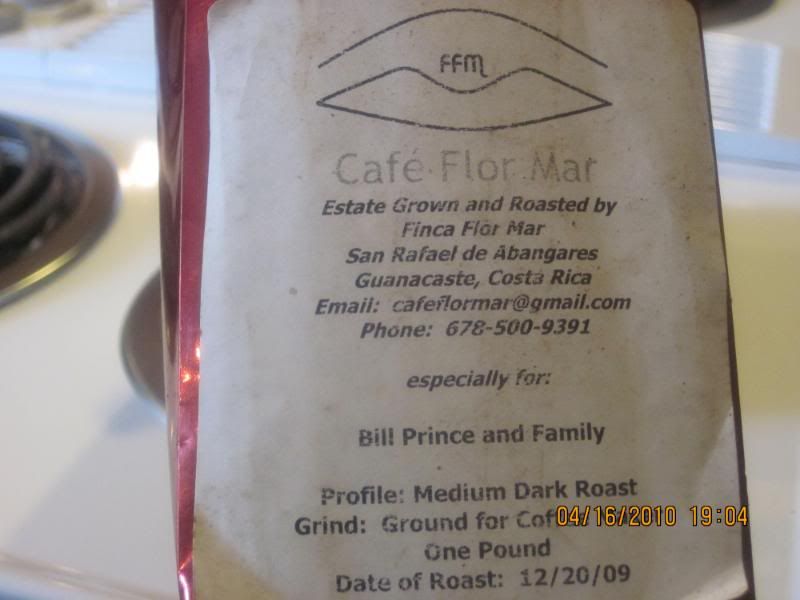 FFM
Café Flor Mar
Estate Grown and Roasted by
Finca Flor Mar
San Rafael de Abangares
Guanacaste, Costa Rica
Email: cafeflormar@gmail.com
Phone: 678-500-9391
especially for:
Bill Prince and Family
Profile: Medium Dark Roast
Grind: Ground for
04/16/2010 19:04
One Pound
Date of Roast: 12/20/09